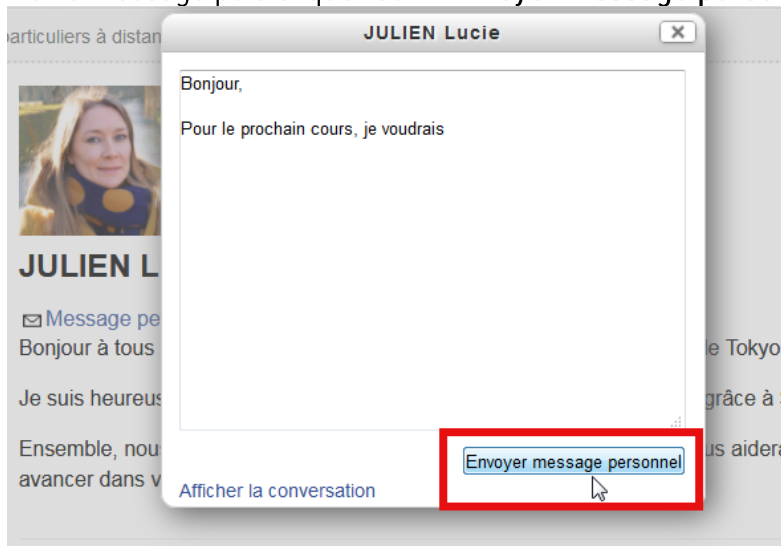 particuliers à distan
JULIEN Lucie
Bonjour,
Pour le prochain cours, je voudrais
JULIEN L
Message pe
Bonjour à tous
le Tokyo
Je suis heureus
grâce à
Ensemble, nou
us aidera
avancer dans v
Envoyer message personnel
Afficher la conversation